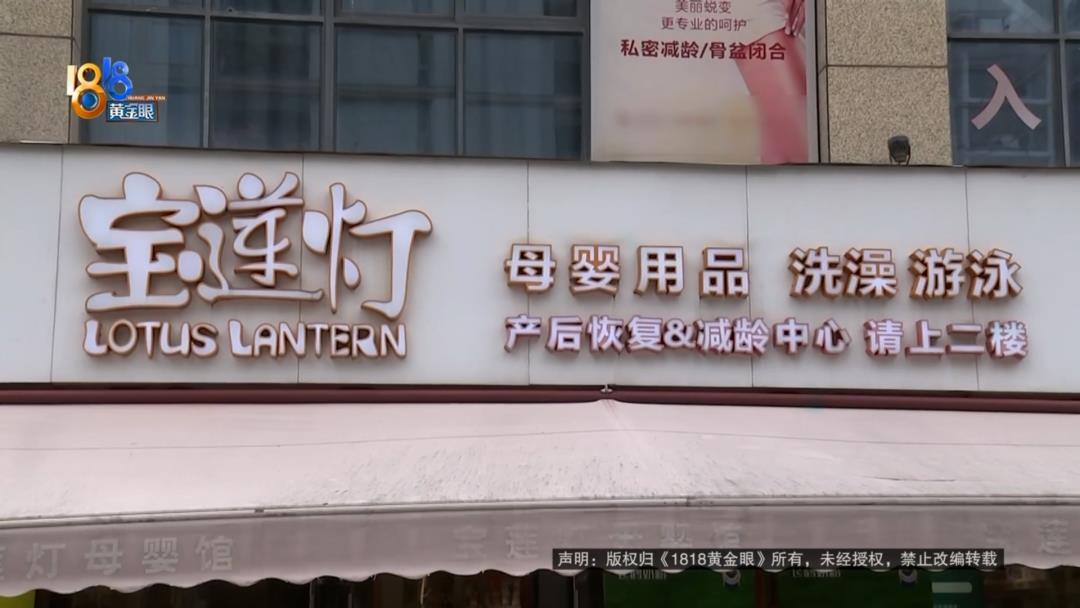 1818
HUANG JIN YAN
黄金眼
美丽蜕变
更专业的呵护
私密减龄/骨盆闭合
入
宝莲灯
LOTUS LANTERN
母婴用品 洗澡 游泳
产后恢复&减龄中心 请上二楼
灯母婴馆
宝莲
声明：版权归《1818黄金眼》所有，未经授权，禁止改编转载